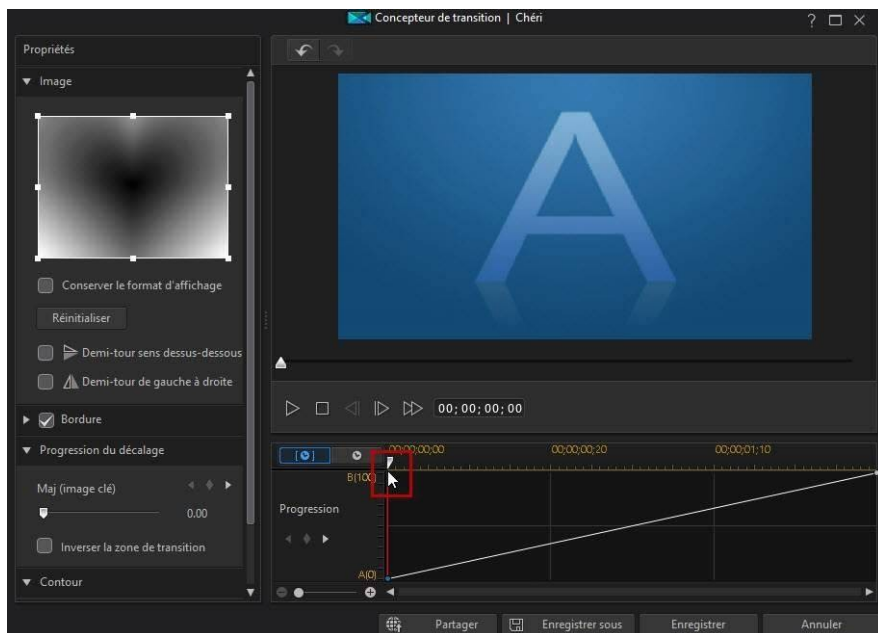 Concepteur de transition | Chéri
?
Propriétés
Image
Conserver le format d'affichage
Réinitialiser
Demi-tour sens dessus-dessous
Demi-tour de gauche à droite
Bordure
Progression du décalage
Maj (image clé)
0.00
Inverser la zone de transition
Contour
A
00;00;00;00
00;00;00;00
00;00;00;20
00;00;01;10
B(100)
Progression
A(0)
Partager
Enregistrer sous
Enregistrer
Annuler